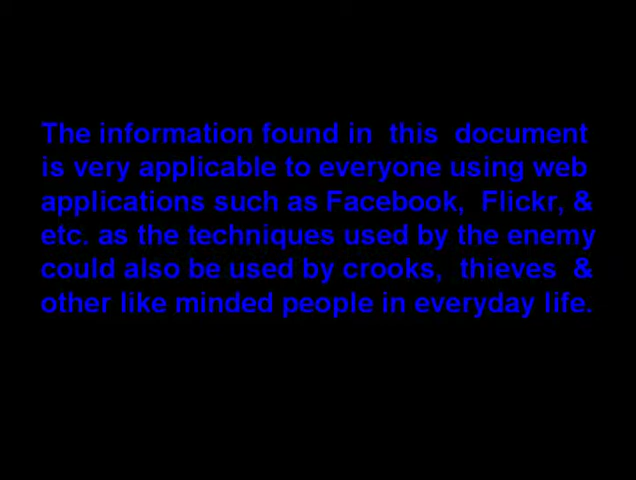 The information found in this document
is very applicable to everyone using web
applications such as Facebook, Flickr, &
etc. as the techniques used by the enemy
could also be used by crooks, thieves &
other like minded people in everyday life.